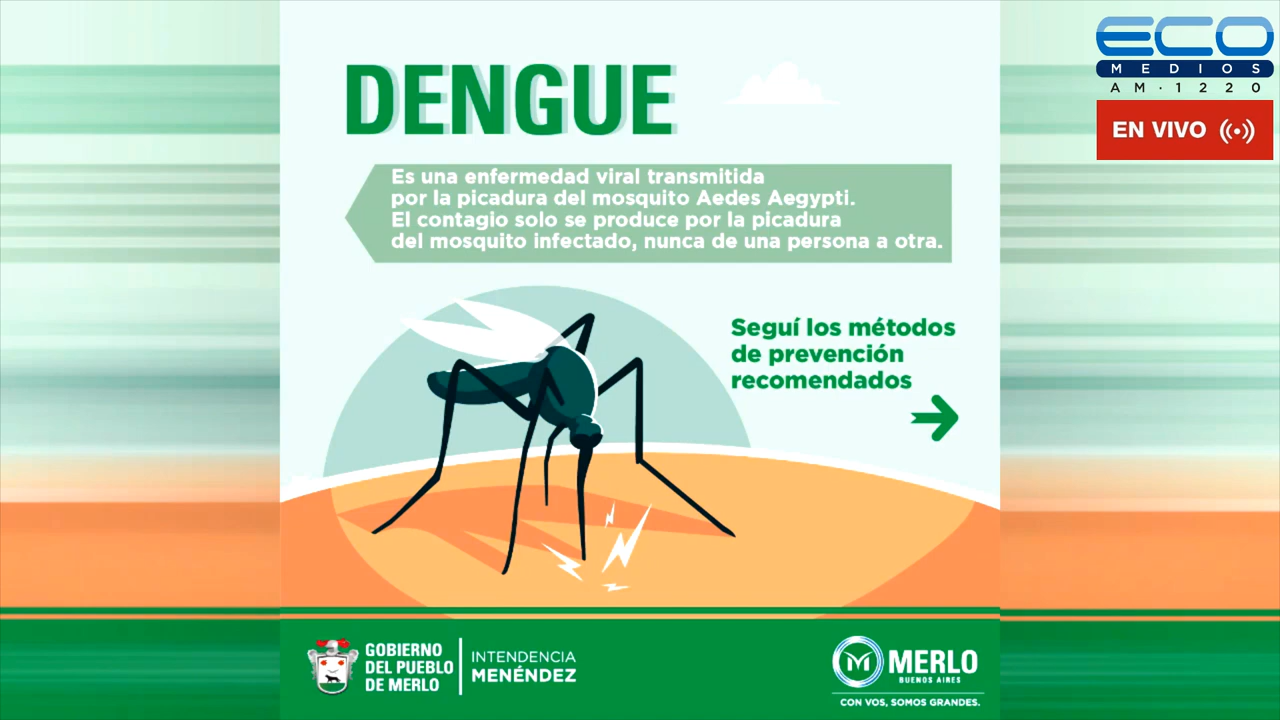 ECO
MEDIOS
AM·1220
EN VIVO
DENGUE
Es una enfermedad viral transmitida
por la picadura del mosquito Aedes Aegypti.
El contagio solo se produce por la picadura
del mosquito infectado, nunca de una persona a otra.
Seguí los métodos
de prevención
recomendados
GOBIERNO
DEL PUEBLO
DE MERLO
INTENDENCIA
MENÉNDEZ
MERLO
BUENOS AIRES
CON VOS, SOMOS GRANDES.